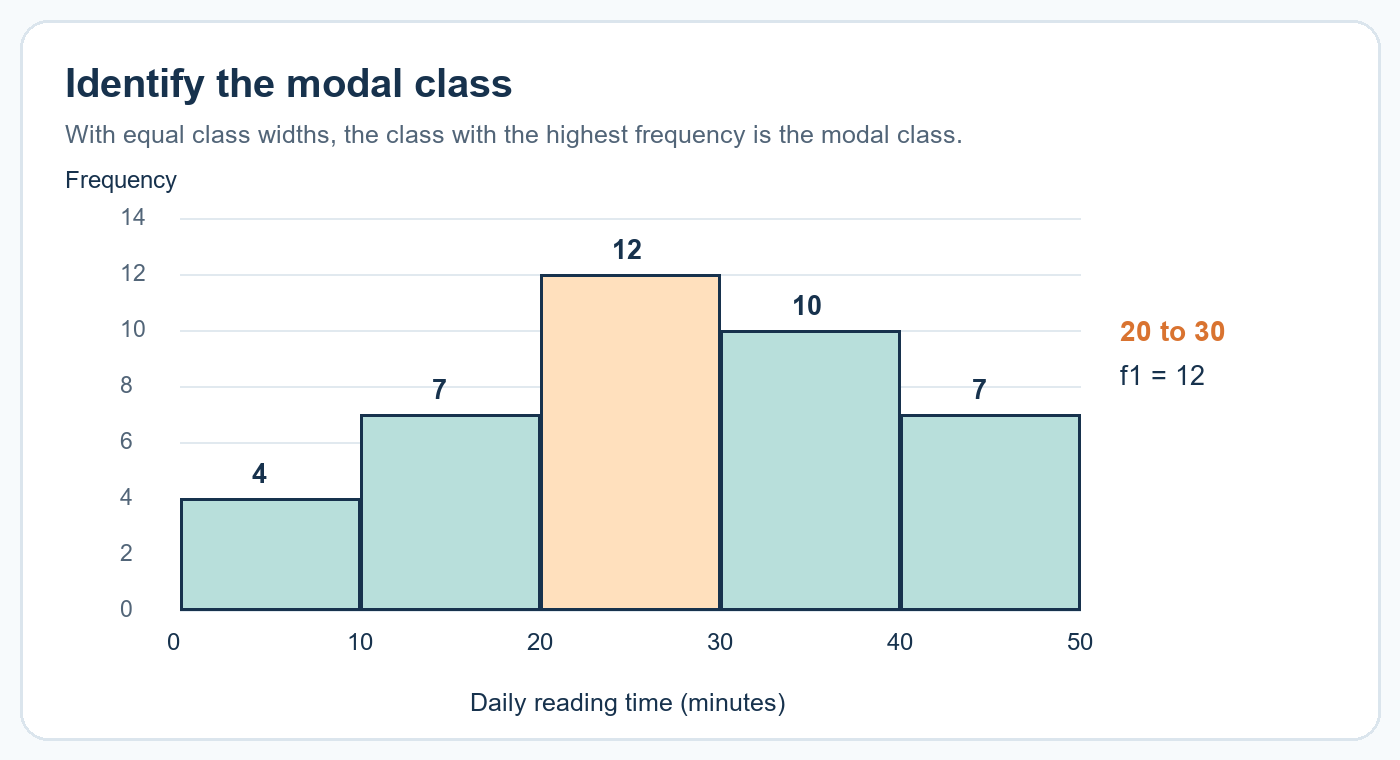 Identify the modal class
With equal class widths, the class with the highest frequency is the modal class.
Frequency
14
12
12
10
10
20 to 30
f1 = 12
8
7
7
6
4
4
2
0
0 10 20 30 40 50
Daily reading time (minutes)